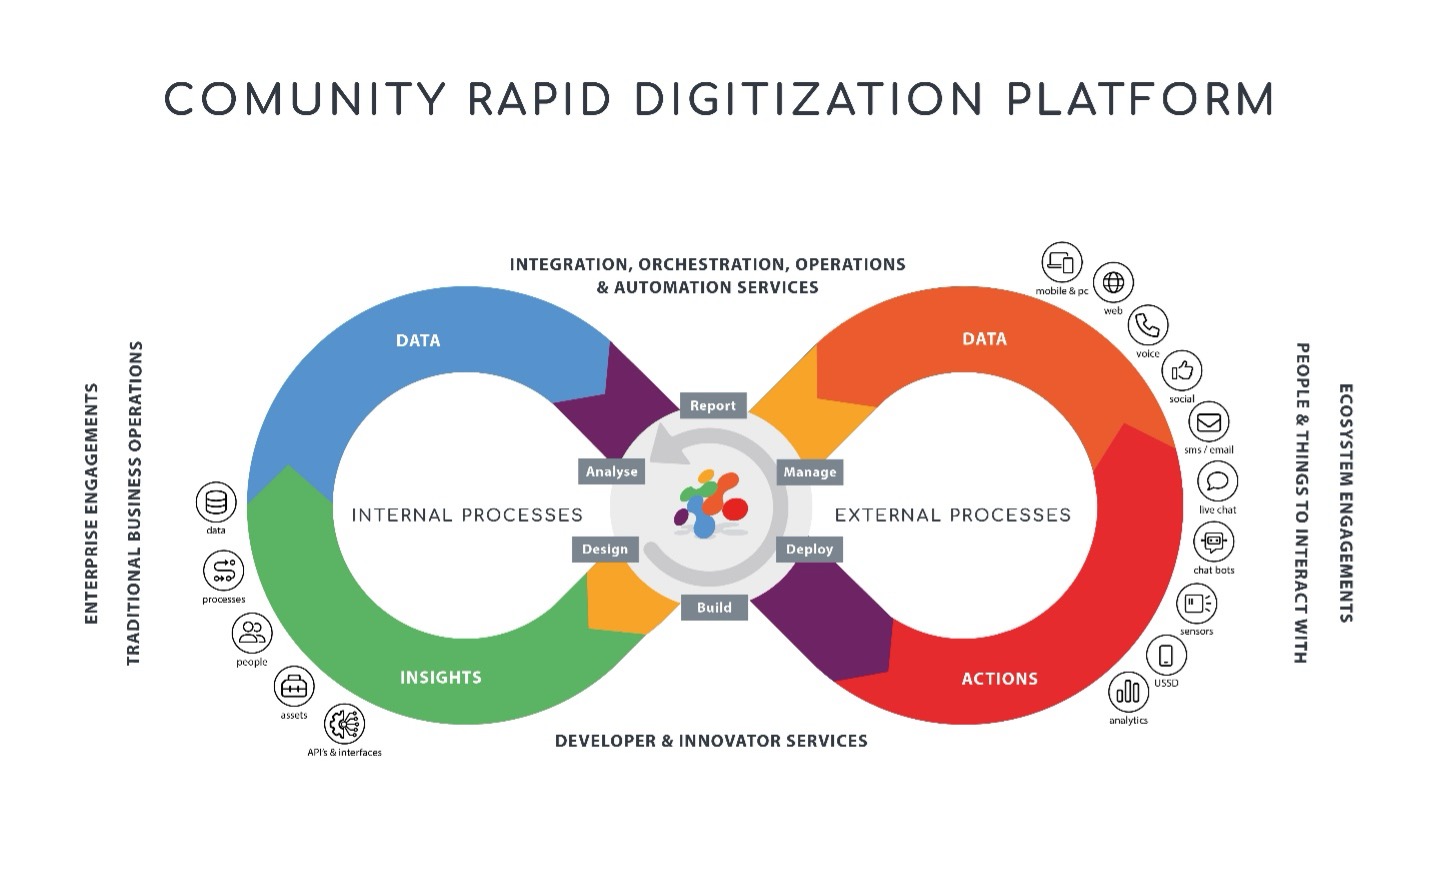 COMUNITY RAPID DIGITIZATION PLATFORM
INTEGRATION, ORCHESTRATION, OPERATIONS
& AUTOMATION SERVICES
ENTERPRISE ENGAGEMENTS
TRADITIONAL BUSINESS OPERATIONS
DATA
INSIGHTS
INTERNAL PROCESSES
data
processes
people
assets
API's & interfaces
Report
Analyse
Manage
Design
Deploy
Build
DATA
ACTIONS
EXTERNAL PROCESSES
mobile & pc
web
voice
social
sms / email
live chat
chat bots
sensors
USSD
analytics
PEOPLE & THINGS TO INTERACT WITH
ECOSYSTEM ENGAGEMENTS
DEVELOPER & INNOVATOR SERVICES